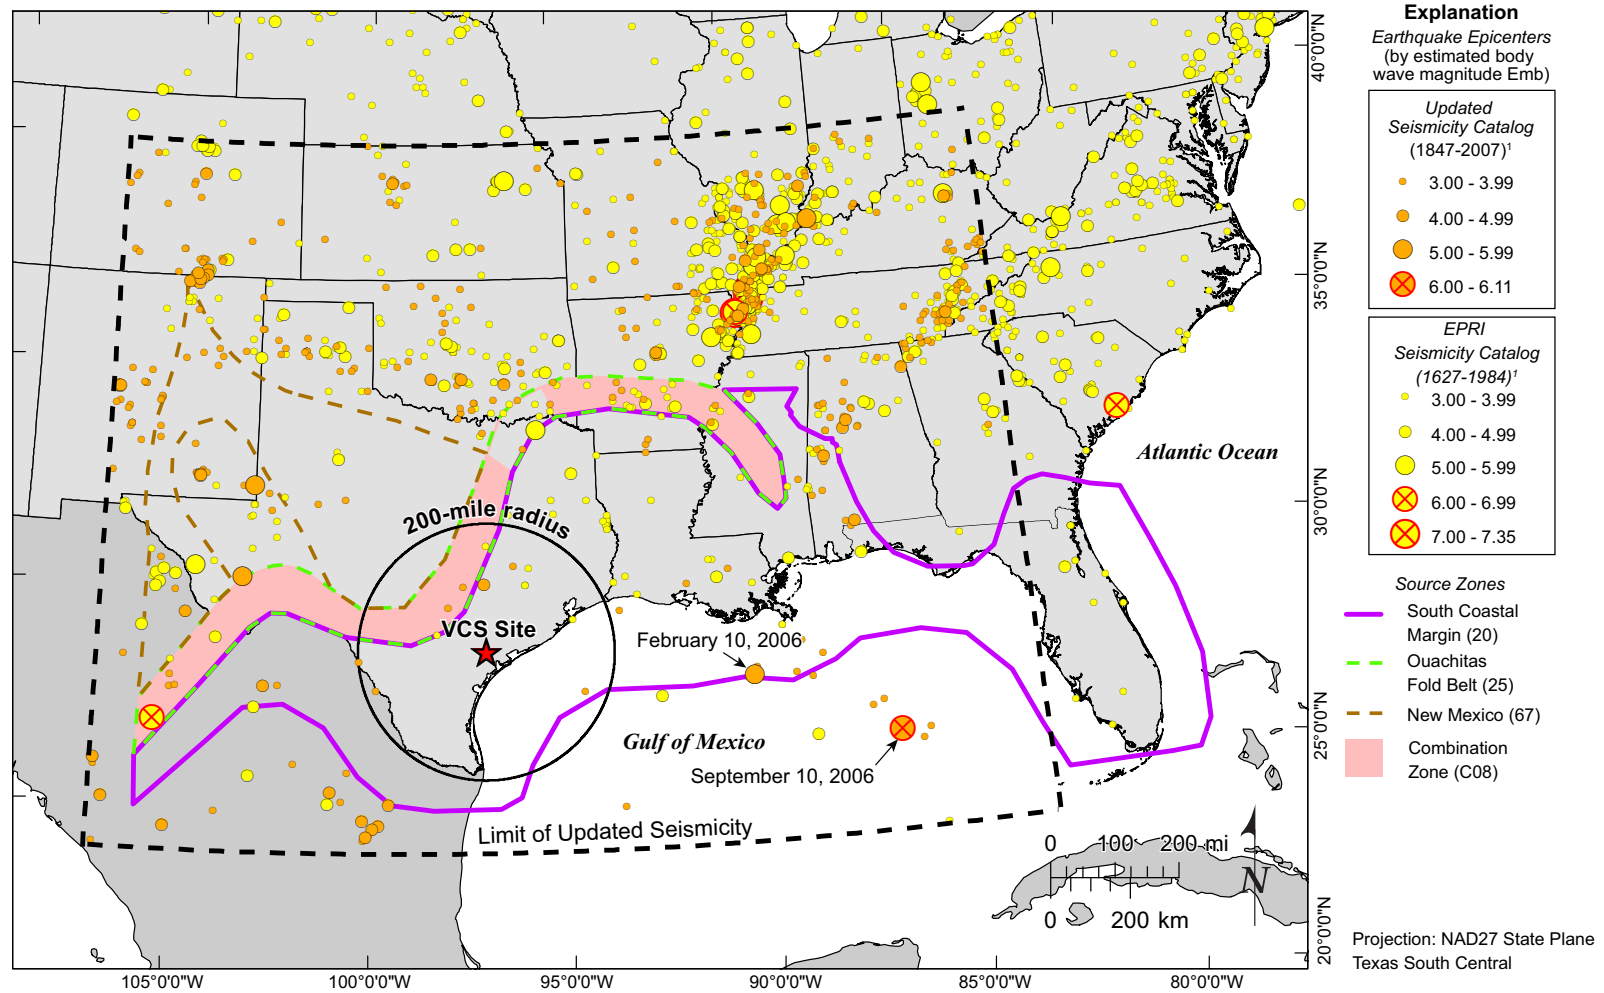 Explanation
Earthquake Epicenters
(by estimated body
wave magnitude Emb)
Updated
Seismicity Catalog
(1847-2007)¹
3.00 - 3.99
4.00 - 4.99
5.00 - 5.99
6.00 - 6.11
EPRI
Seismicity Catalog
(1627-1984)¹
3.00 - 3.99
4.00 - 4.99
5.00 - 5.99
6.00 - 6.99
7.00 - 7.35
Source Zones
South Coastal
Margin (20)
Ouachitas
Fold Belt (25)
New Mexico (67)
Combination
Zone (C08)
Projection: NAD27 State Plane
Texas South Central
40°0'0"N
35°0'0"N
30°0'0"N
25°0'0"N
20°0'0"N
Atlantic Ocean
200-mile radius
VCS Site
February 10, 2006
Gulf of Mexico
September 10, 2006
Limit of Updated Seismicity
0 100 200 mi
0 200 km
N
105°0'0"W
100°0'0"W
95°0'0"W
90°0'0"W
85°0'0"W
80°0'0"W